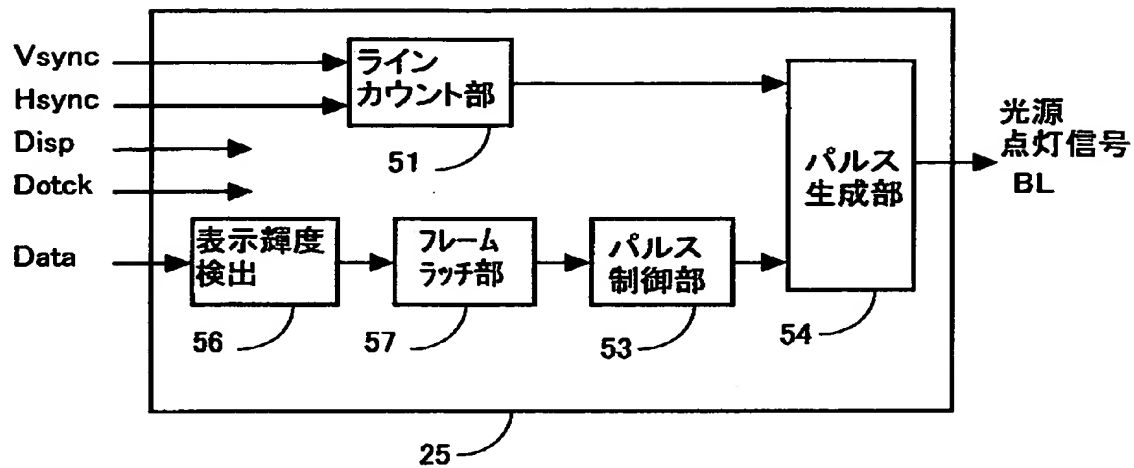 Vsync
Hsync
Disp
Dotck
Data
ライン
カウント部
51
表示輝度
検出
56
フレーム
ラッチ部
57
パルス
制御部
53
パルス
生成部
54
光源
点灯信号
BL
25